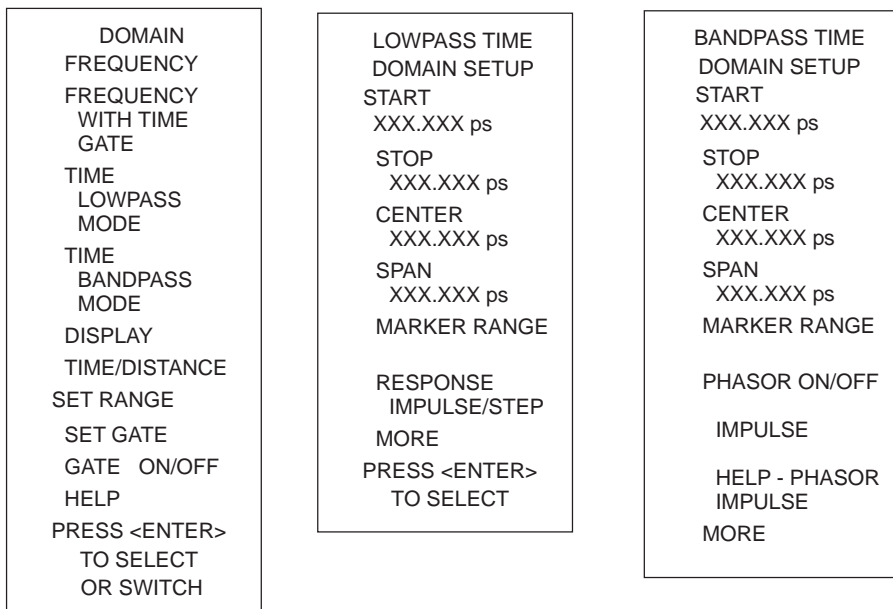 DOMAIN
FREQUENCY
FREQUENCY
WITH TIME
GATE
TIME
LOWPASS
MODE
TIME
BANDPASS
MODE
DISPLAY
TIME/DISTANCE
SET RANGE
SET GATE
GATE ON/OFF
HELP
PRESS <ENTER>
TO SELECT
OR SWITCH
LOWPASS TIME
DOMAIN SETUP
START
XXX.XXX ps
STOP
XXX.XXX ps
CENTER
XXX.XXX ps
SPAN
XXX.XXX ps
MARKER RANGE
RESPONSE
IMPULSE/STEP
MORE
PRESS <ENTER>
TO SELECT
BANDPASS TIME
DOMAIN SETUP
START
XXX.XXX ps
STOP
XXX.XXX ps
CENTER
XXX.XXX ps
SPAN
XXX.XXX ps
MARKER RANGE
PHASOR ON/OFF
IMPULSE
HELP - PHASOR
IMPULSE
MORE